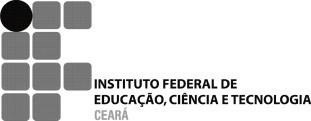 INSTITUTO FEDERAL DE
EDUCAÇÃO, CIÊNCIA E TECNOLOGIA
CEARÁ